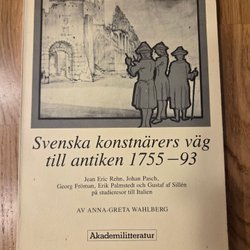 Svenska konstnärers väg
till antiken 1755–93
Jean Eric Rehn, Johan Pasch,
Georg Fröman, Erik Palmstedt och Gustaf af Sillén
på studieresor till Italien
AV ANNA-GRETA WAHLBERG
Akademilitteratur